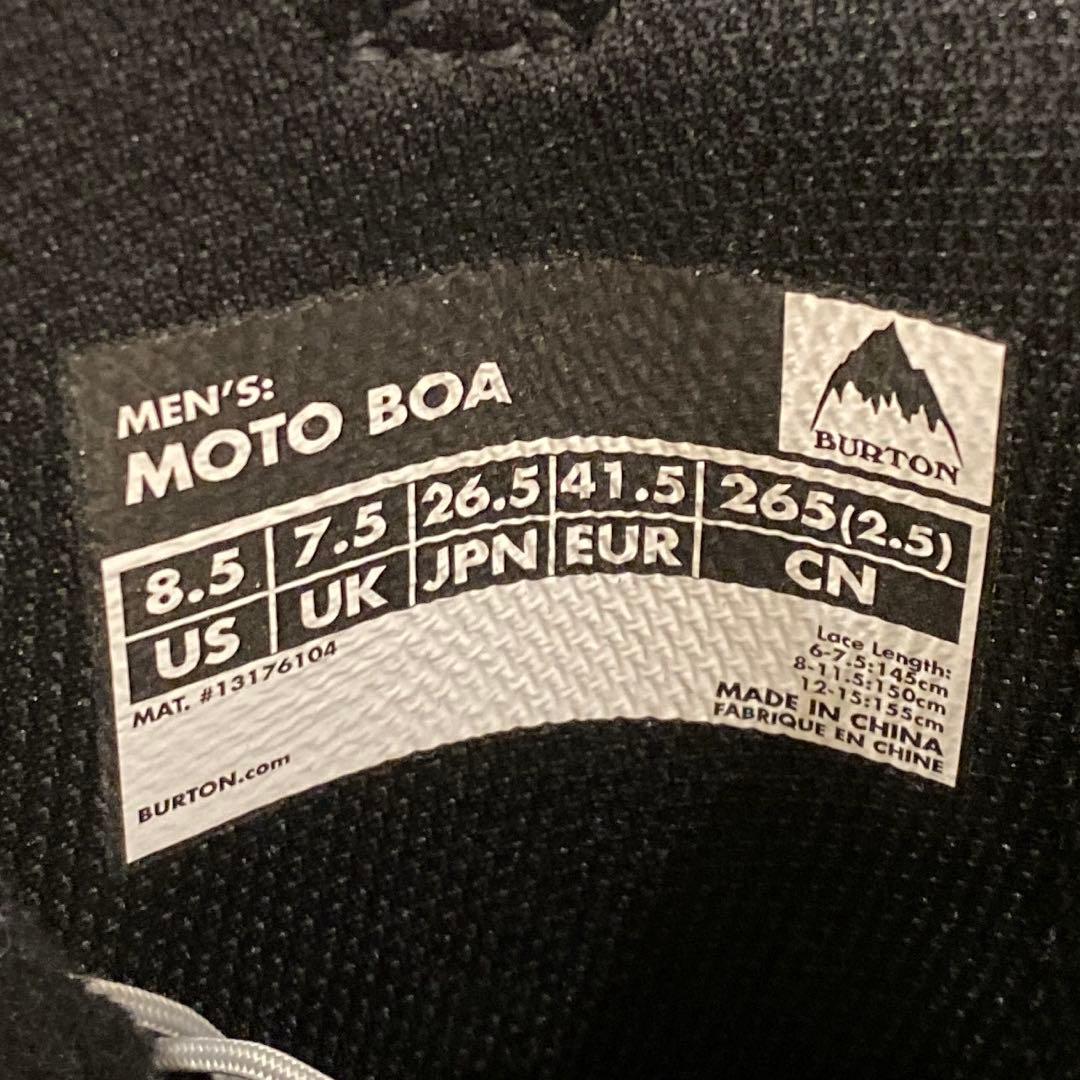 MEN'S:
MOTO BOA
BURTON
8.5 7.5 26.5 41.5 265(2.5)
US UK JPN EUR CN
MAT. #13176104
BURTON.com
Lace Length:
6-7.5:145cm
8-11.5:150cm
12-15:155cm
MADE IN CHINA
FABRIQUE EN CHINE